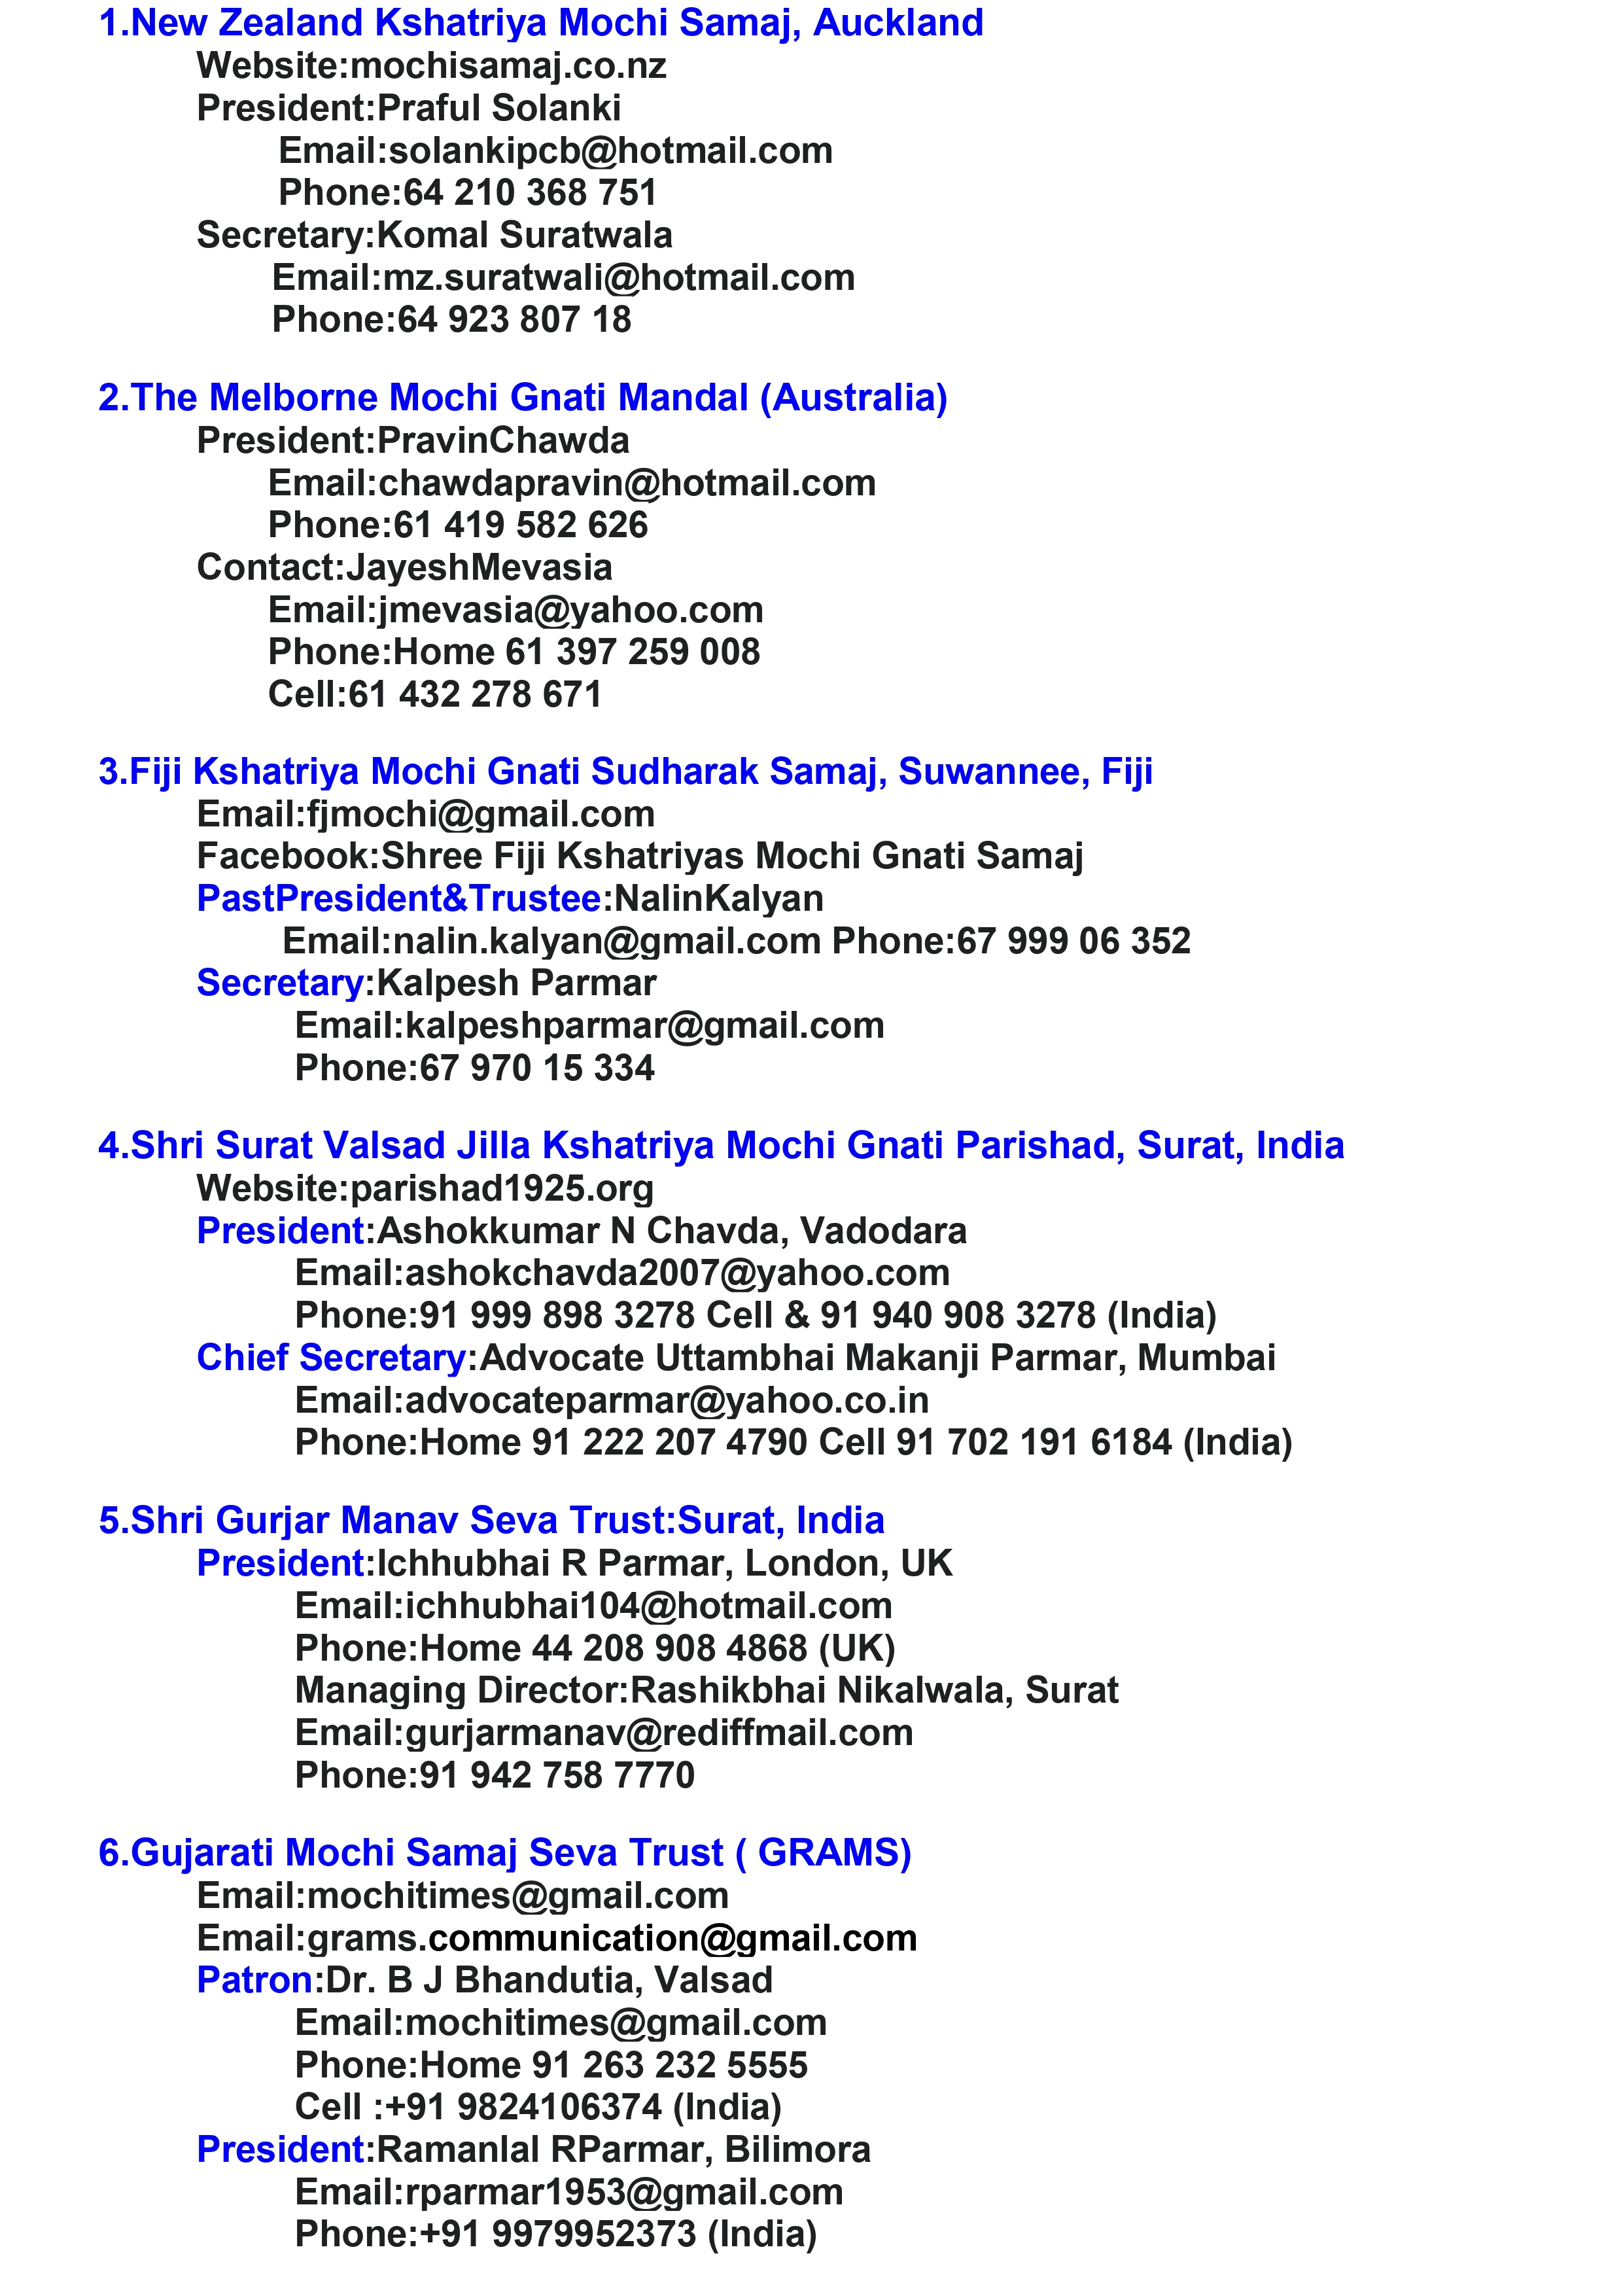 1.New Zealand Kshatriya Mochi Samaj, Auckland
Website:mochisamaj.co.nz
President:Praful Solanki
Email:solankipcb@hotmail.com
Phone:64 210 368 751
Secretary:Komal Suratwala
Email:mz.suratwali@hotmail.com
Phone:64 923 807 18
2.The Melborne Mochi Gnati Mandal (Australia)
President:PravinChawda
Email:chawdapravin@hotmail.com
Phone:61 419 582 626
Contact:JayeshMevasia
Email:jmevasia@yahoo.com
Phone:Home 61 397 259 008
Cell:61 432 278 671
3.Fiji Kshatriya Mochi Gnati Sudharak Samaj, Suwannee, Fiji
Email:fjmochi@gmail.com
Facebook:Shree Fiji Kshatriyas Mochi Gnati Samaj
PastPresident&Trustee:NalinKalyan
Email:nalin.kalyan@gmail.com Phone:67 999 06 352
Secretary:Kalpesh Parmar
Email:kalpeshparmar@gmail.com
Phone:67 970 15 334
4.Shri Surat Valsad Jilla Kshatriya Mochi Gnati Parishad, Surat, India
Website:parishad1925.org
President:Ashokkumar N Chavda, Vadodara
Email:ashokchavda2007@yahoo.com
Phone:91 999 898 3278 Cell & 91 940 908 3278 (India)
Chief Secretary:Advocate Uttambhai Makanji Parmar, Mumbai
Email:advocateparmar@yahoo.co.in
Phone:Home 91 222 207 4790 Cell 91 702 191 6184 (India)
5.Shri Gurjar Manav Seva Trust:Surat, India
President:Ichhubhai R Parmar, London, UK
Email:ichhubhai104@hotmail.com
Phone:Home 44 208 908 4868 (UK)
Managing Director:Rashikbhai Nikalwala, Surat
Email:gurjarmanav@rediffmail.com
Phone:91 942 758 7770
6.Gujarati Mochi Samaj Seva Trust ( GRAMS)
Email:mochitimes@gmail.com
Email:grams.communication@gmail.com
Patron:Dr. B J Bhandutia, Valsad
Email:mochitimes@gmail.com
Phone:Home 91 263 232 5555
Cell :+91 9824106374 (India)
President:Ramanlal RParmar, Bilimora
Email:rparmar1953@gmail.com
Phone:+91 9979952373 (India)